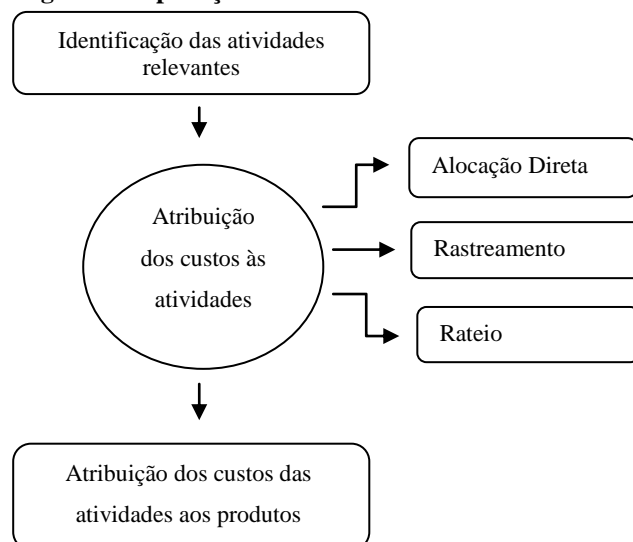 Identificação das atividades
relevantes
Atribuição
dos custos às
atividades
Alocação Direta
Rastreamento
Rateio
Atribuição dos custos das
atividades aos produtos